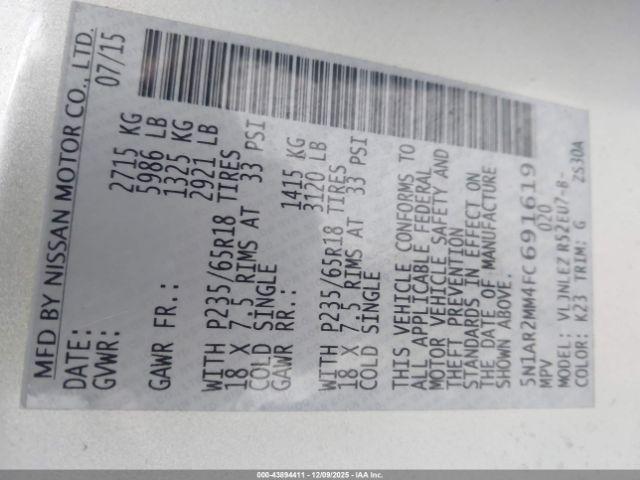 MFD BY NISSAN MOTOR CO., LTD.
DATE: 07/15
GVWR: 2715 KG
5986 LB
GAWR FR.: 1325 KG
2921 LB
WITH P235/65R18 TIRES
18 X 7.5 RIMS AT 33 PSI
COLD SINGLE
GAWR RR.: 1415 KG
3120 LB
WITH P235/65R18 TIRES
18 X 7.5 RIMS AT 33 PSI
COLD SINGLE
THIS VEHICLE CONFORMS TO
ALL APPLICABLE FEDERAL
MOTOR VEHICLE SAFETY AND
THEFT PREVENTION
STANDARDS IN EFFECT ON
THE DATE OF MANUFACTURE
SHOWN ABOVE.
5N1AR2MM4FC691619
MPV 020
MODEL: VLJNLEZ R52EU7-B-
COLOR: K23 TRIM: G ZS30A
000-43894411 - 12/09/2025 - IAA Inc.